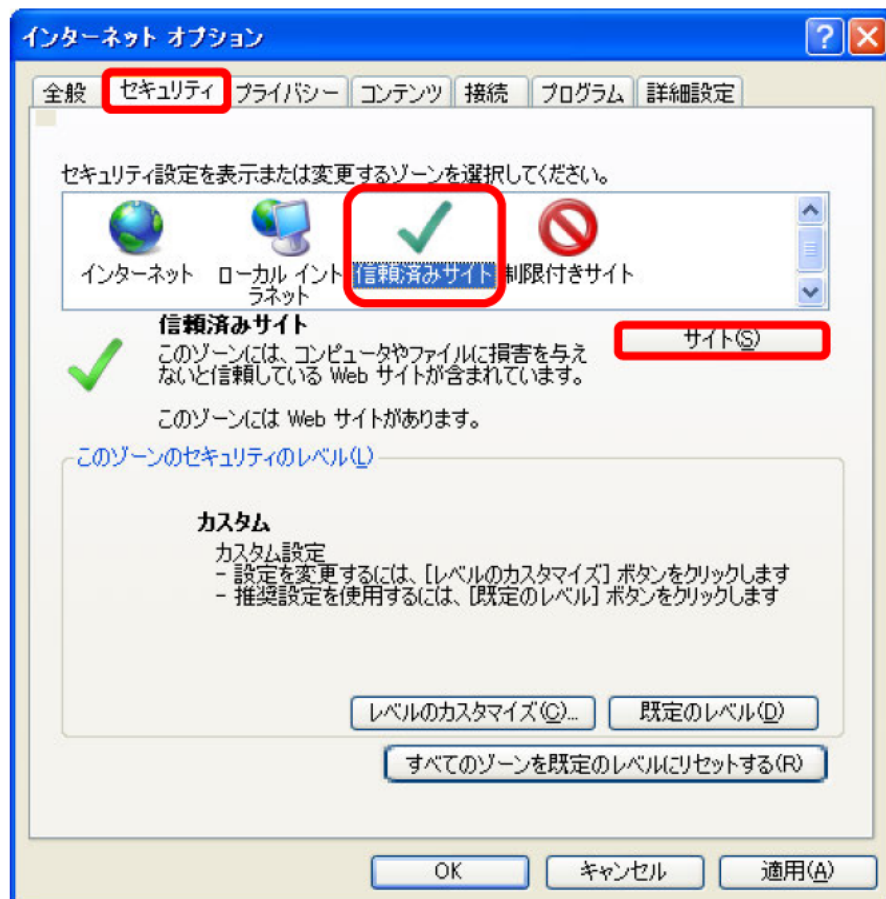 インターネット オプション
全般 セキュリティ プライバシー コンテンツ 接続 プログラム 詳細設定
セキュリティ設定を表示または変更するゾーンを選択してください。
インターネット ローカル イント 信頼済みサイト 制限付きサイト
ラネット
信頼済みサイト
サイト(S)
このゾーンには、コンピュータやファイルに損害を与え
ないと信頼している Web サイトが含まれています。
このゾーンには Web サイトがあります。
このゾーンのセキュリティのレベル(L)
カスタム
カスタム設定
- 設定を変更するには、[レベルのカスタマイズ] ボタンをクリックします
- 推奨設定を使用するには、[既定のレベル] ボタンをクリックします
レベルのカスタマイズ(C)... 既定のレベル(D)
すべてのゾーンを既定のレベルにリセットする(R)
OK キャンセル 適用(A)